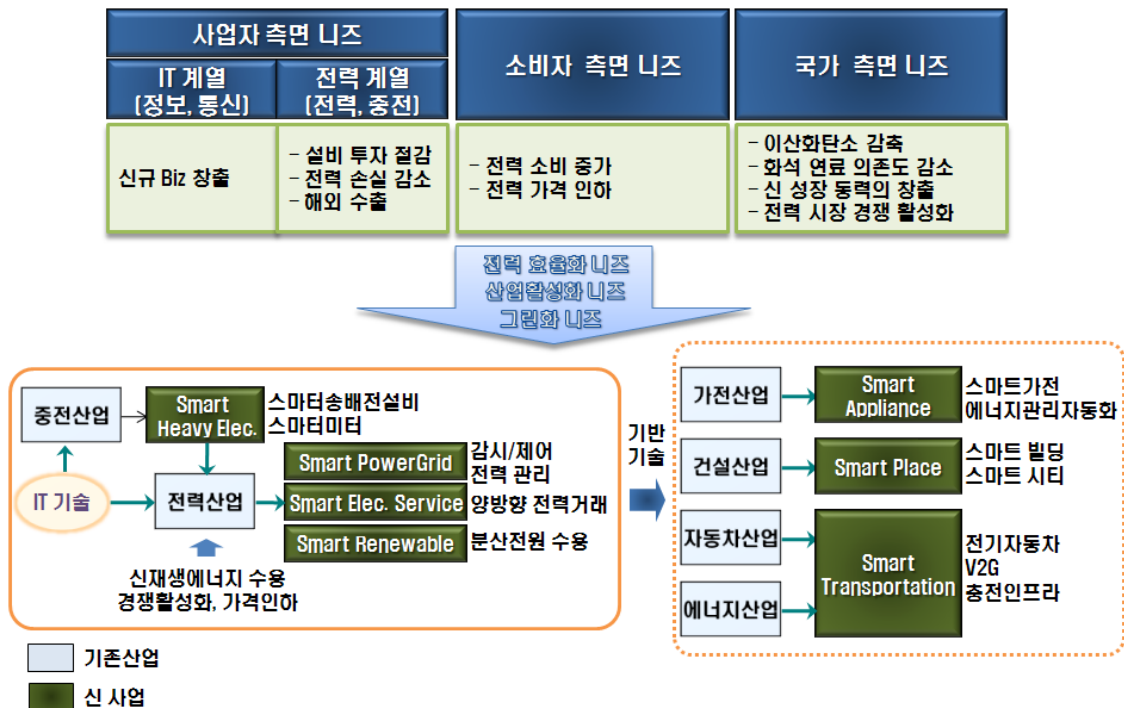 사업자 측면 니즈
소비자 측면 니즈
국가 측면 니즈
IT 계열
(정보, 통신)
전력 계열
(전력, 중전)
신규 Biz 창출
- 설비 투자 절감
- 전력 손실 감소
- 해외 수출
- 전력 소비 중가
- 전력 가격 인하
- 이산화탄소 감축
- 화석 연료 의존도 감소
- 신 성장 동력의 창출
- 전력 시장 경쟁 활성화
전력 효율화 니즈
산업활성화 니즈
그린화 니즈
중전산업
Smart
Heavy Elec.
스마터송배전설비
스마터미터
IT 기술
전력산업
Smart PowerGrid
감시/제어
전력 관리
Smart Elec. Service
양방향 전력거래
Smart Renewable
분산전원 수용
신재생에너지 수용
경쟁활성화, 가격인하
기반
기술
가전산업
Smart
Appliance
스마트가전
에너지관리자동화
건설산업
Smart Place
스마트 빌딩
스마트 시티
자동차산업
에너지산업
Smart
Transportation
전기자동차
V2G
충전인프라
기존산업
신 사업